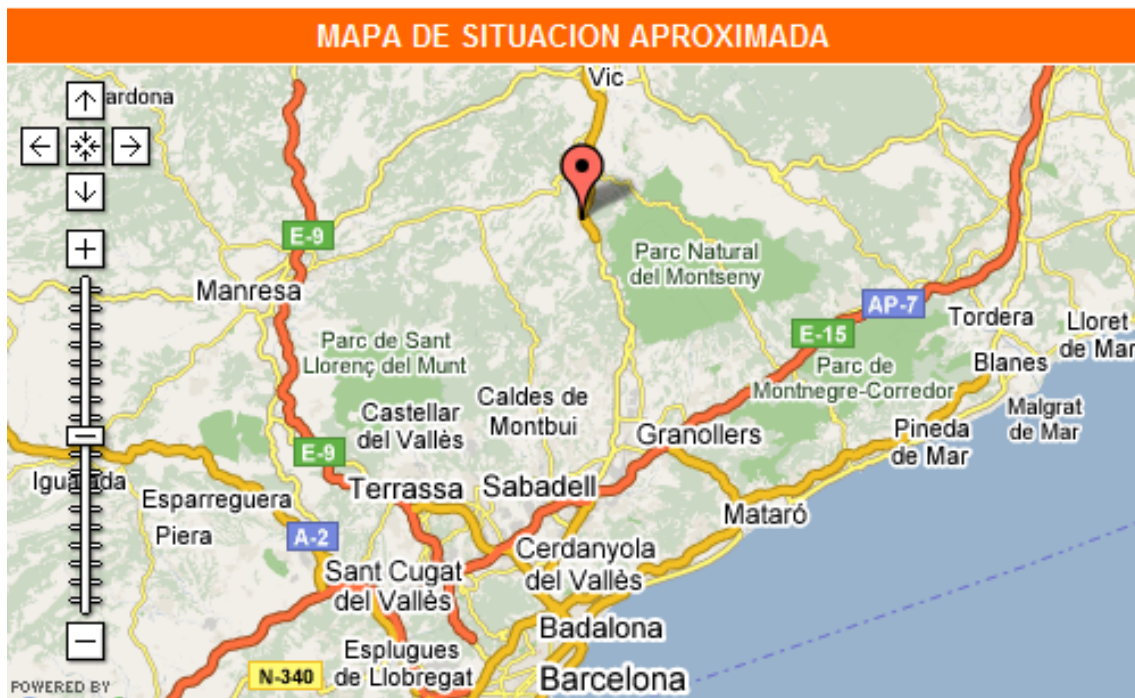 MAPA DE SITUACION APROXIMADA
Vic
ardona
E-9
Parc Natural
del Montseny
Manresa
AP-7
Tordera
Lloret
de Mar
E-15
Parc de Sant
Llorenç del Munt
Parc de
Montnegre-Corredor
Blanes
Castellar
del Vallès
Caldes de
Montbui
Malgrat
de Mar
Granollers
Pineda
de Mar
E-9
Igualada
Esparreguera
Terrassa
Sabadell
Mataró
Piera
A-2
Cerdanyola
del Vallès
Sant Cugat
del Vallès
Badalona
Esplugues
de Llobregat
N-340
Barcelona
POWERED BY